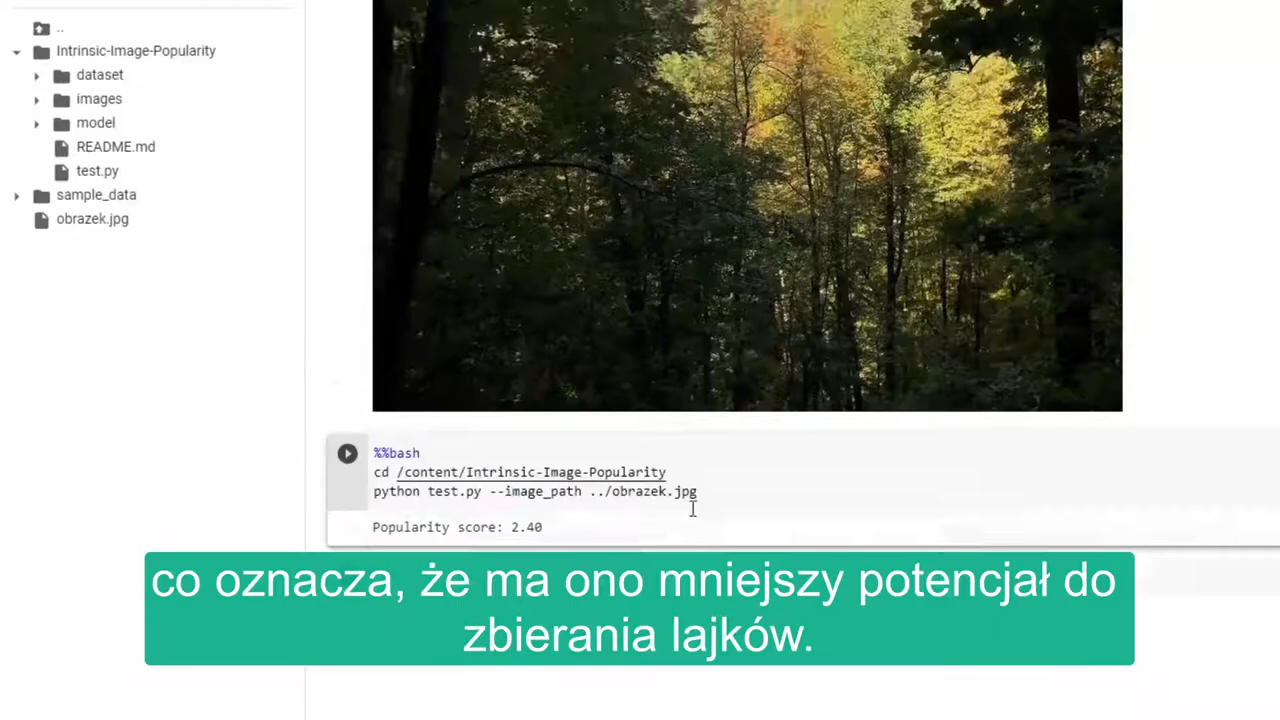 ..
Intrinsic-Image-Popularity
dataset
images
model
README.md
test.py
sample_data
obrazek.jpg
%%bash
cd /content/Intrinsic-Image-Popularity
python test.py --image_path ../obrazek.jpg
Popularity score: 2.40
co oznacza, że ma ono mniejszy potencjał do
zbierania lajków.